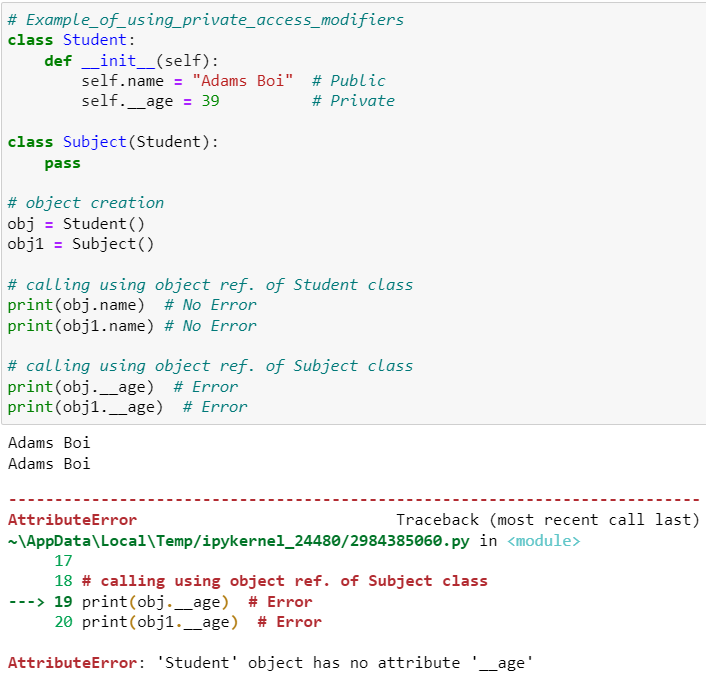 # Example_of_using_private_access_modifiers
class Student:
    def __init__(self):
        self.name = "Adams Boi"  # Public
        self.__age = 39          # Private

class Subject(Student):
    pass

# object creation
obj = Student()
obj1 = Subject()

# calling using object ref. of Student class
print(obj.name)  # No Error
print(obj1.name) # No Error

# calling using object ref. of Subject class
print(obj.__age)  # Error
print(obj1.__age)  # Error
Adams Boi
Adams Boi
---------------------------------------------------------------------------
AttributeError                            Traceback (most recent call last)
~\AppData\Local\Temp/ipykernel_24480/2984385060.py in <module>
     17
     18 # calling using object ref. of Subject class
---> 19 print(obj.__age)  # Error
     20 print(obj1.__age)  # Error

AttributeError: 'Student' object has no attribute '__age'